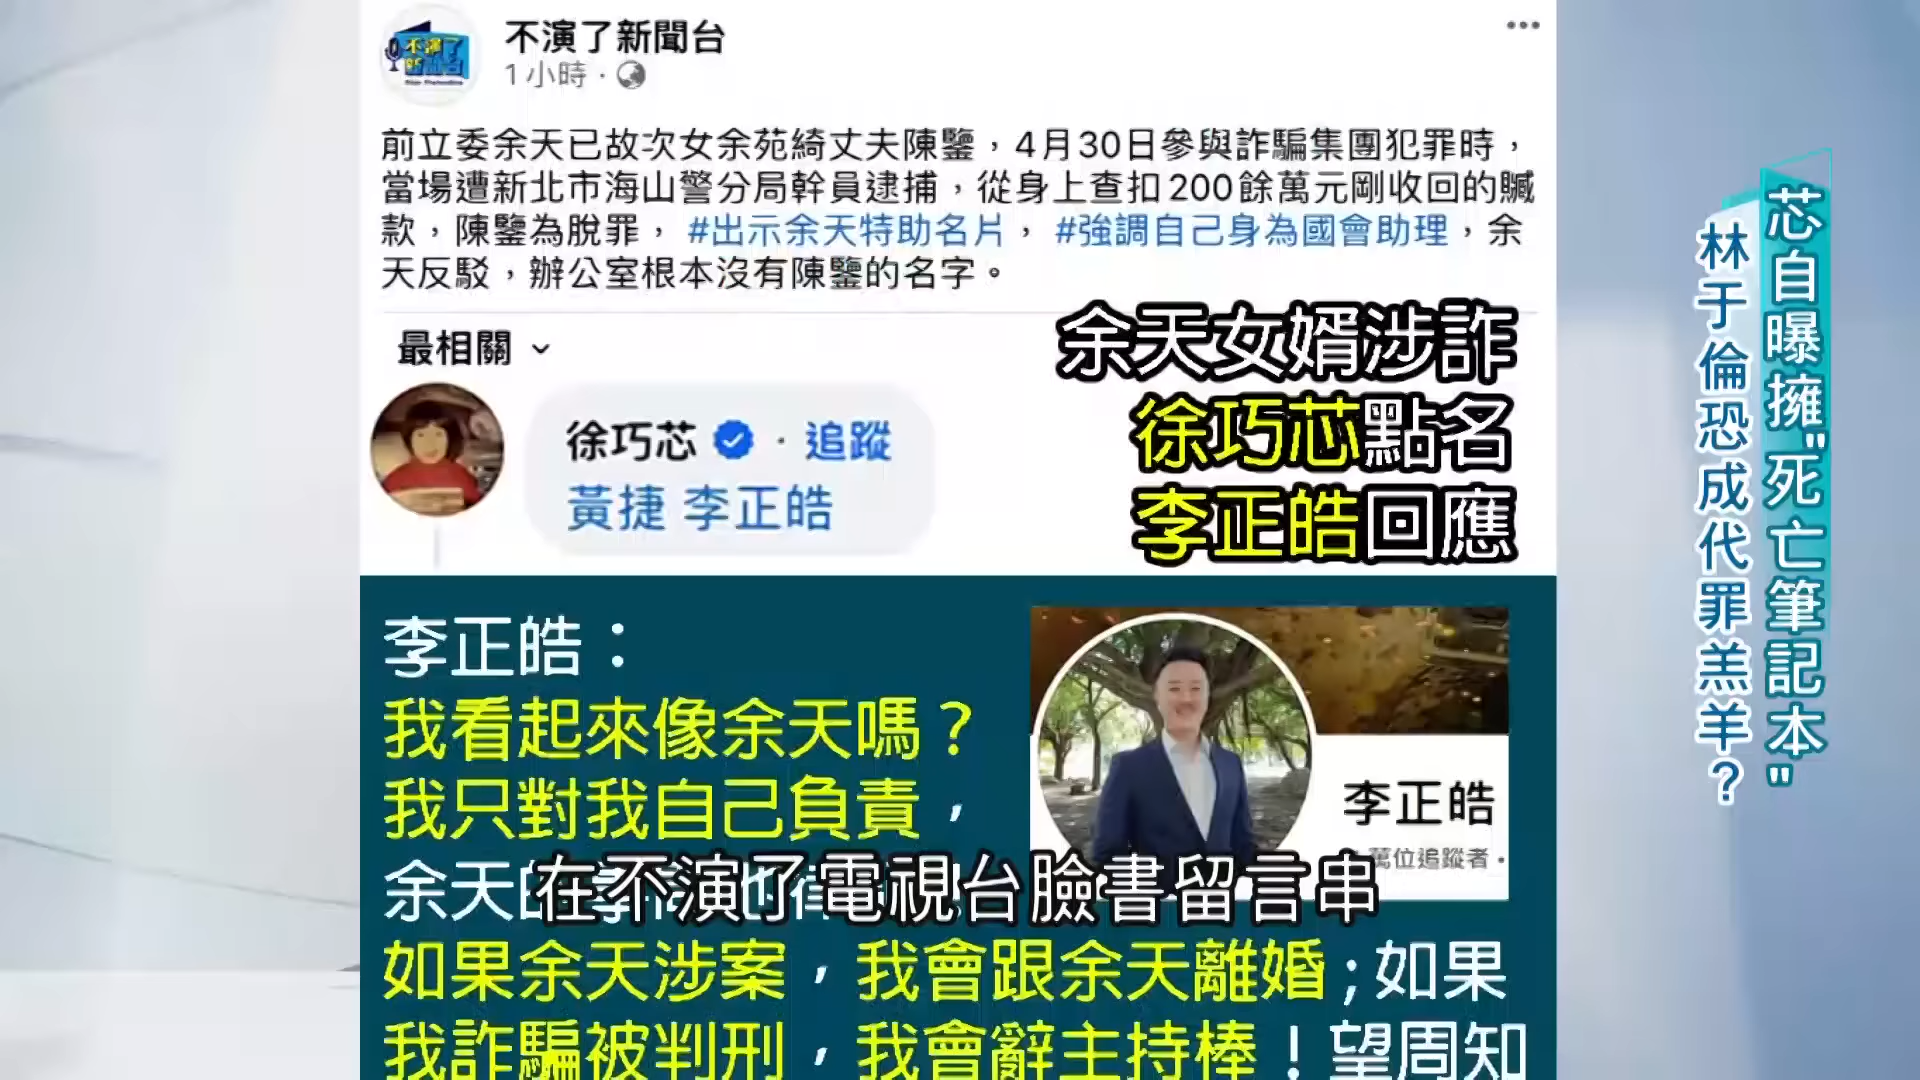 不演了新聞台
1小時
前立委余天已故次女余苑綺丈夫陳鑒，4月30日參與詐騙集團犯罪時，
當場遭新北市海山警分局幹員逮捕，從身上查扣200餘萬元剛收回的贓
款，陳鑒為脫罪， #出示余天特助名片， #強調自己身為國會助理，余
天反駁，辦公室根本沒有陳鑒的名字。
最相關
徐巧芯 · 追蹤
黃捷 李正皓
余天女婿涉詐
徐巧芯點名
李正皓回應
李正皓：
我看起來像余天嗎？
我只對我自己負責，
余天
如果余天涉案，我會跟余天離婚；如果
我詐騙被判刑，我會辭主持棒！望周知
李正皓
萬位追蹤者
在不演了電視台臉書留言串
芯自曝擁"死亡筆記本"
林于倫恐成代罪羔羊？